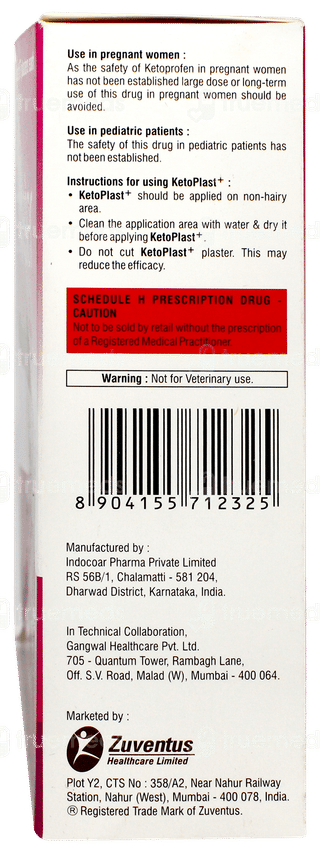 Use in pregnant women :
As the safety of Ketoprofen in pregnant women
has not been established large dose or long-term
use of this drug in pregnant women should be
avoided.
Use in pediatric patients :
The safety of this drug in pediatric patients has
not been established.
Instructions for using KetoPlast+ :
• KetoPlast+ should be applied on non-hairy
area.
• Clean the application area with water & dry it
before applying KetoPlast+.
• Do not cut KetoPlast+ plaster. This may
reduce the efficacy.
SCHEDULE H PRESCRIPTION DRUG -
CAUTION
Not to be sold by retail without the prescription
of a Registered Medical Practitioner.
Warning : Not for Veterinary use.
8 904155 712325
Manufactured by :
Indocoar Pharma Private Limited
RS 56B/1, Chalamatti - 581 204,
Dharwad District, Karnataka, India.
In Technical Collaboration,
Gangwal Healthcare Pvt. Ltd.
705 - Quantum Tower, Rambagh Lane,
Off. S.V. Road, Malad (W), Mumbai - 400 064.
Marketed by :
Zuventus
Healthcare Limited
Plot Y2, CTS No : 358/A2, Near Nahur Railway
Station, Nahur (West), Mumbai - 400 078, India.
® Registered Trade Mark of Zuventus.